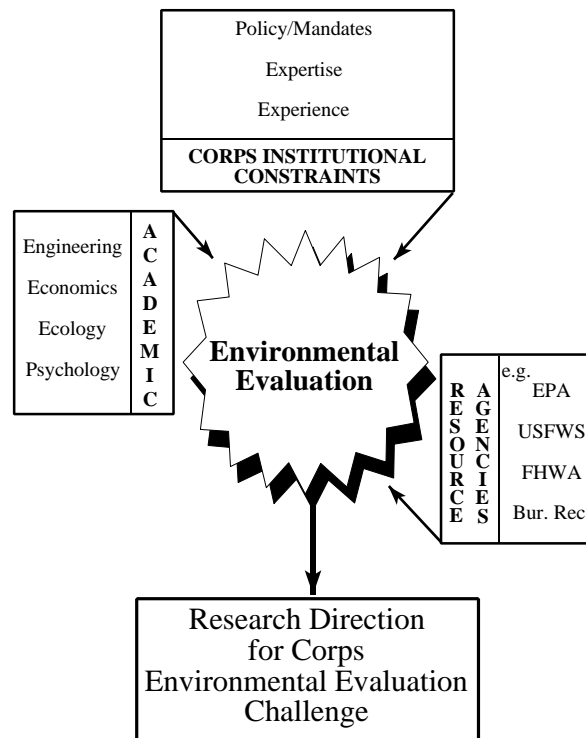 Policy/Mandates
Expertise
Experience
CORPS INSTITUTIONAL
CONSTRAINTS
Engineering
Economics
Ecology
Psychology
ACADEMIC
Environmental
Evaluation
RESOURCE
AGENCIES
e.g.
EPA
USFWS
FHWA
Bur. Rec
Research Direction
for Corps
Environmental Evaluation
Challenge